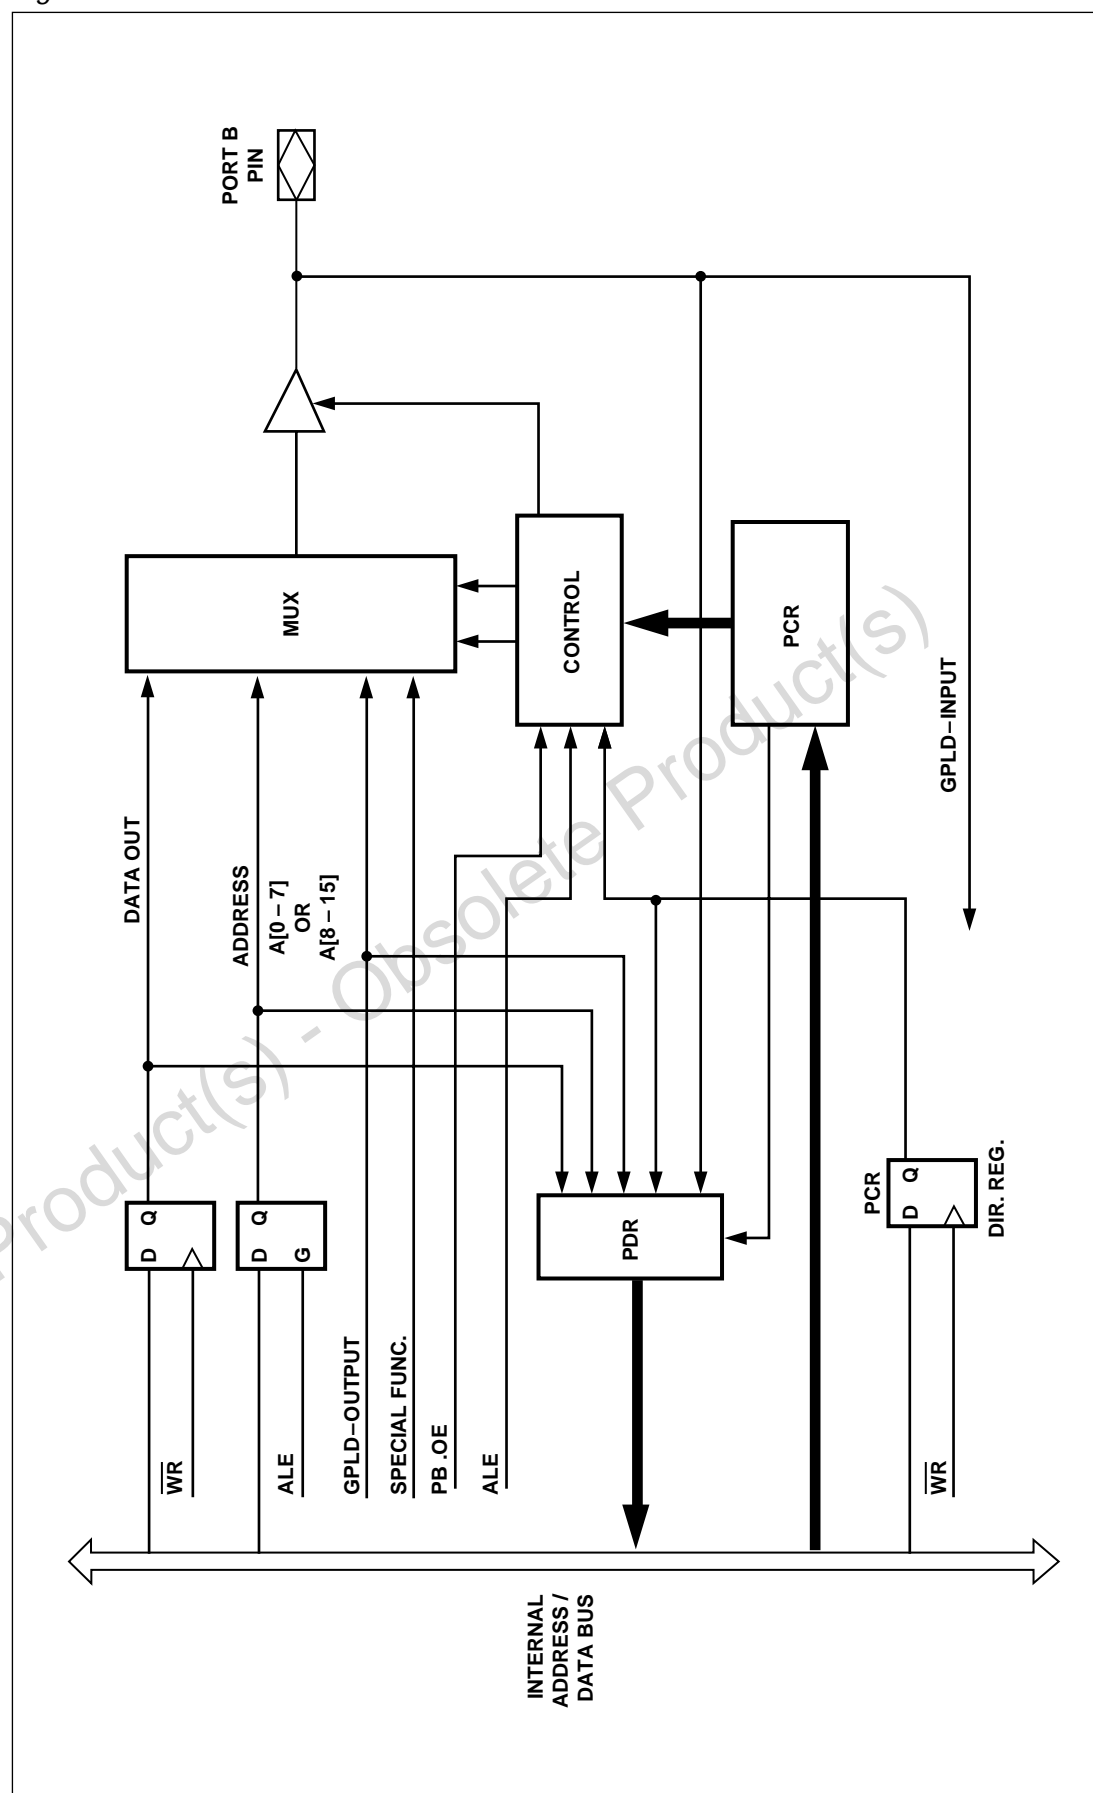 PORT B
PIN
DATA OUT
ADDRESS
A[0 – 7]
OR
A[8 – 15]
MUX
CONTROL
PCR
GPLD–INPUT
D Q
D Q
G
PDR
PCR
D Q
DIR. REG.
WR
ALE
GPLD–OUTPUT
SPECIAL FUNC.
PB .OE
ALE
WR
INTERNAL
ADDRESS /
DATA BUS
Product(s) - Obsolete Product(s)